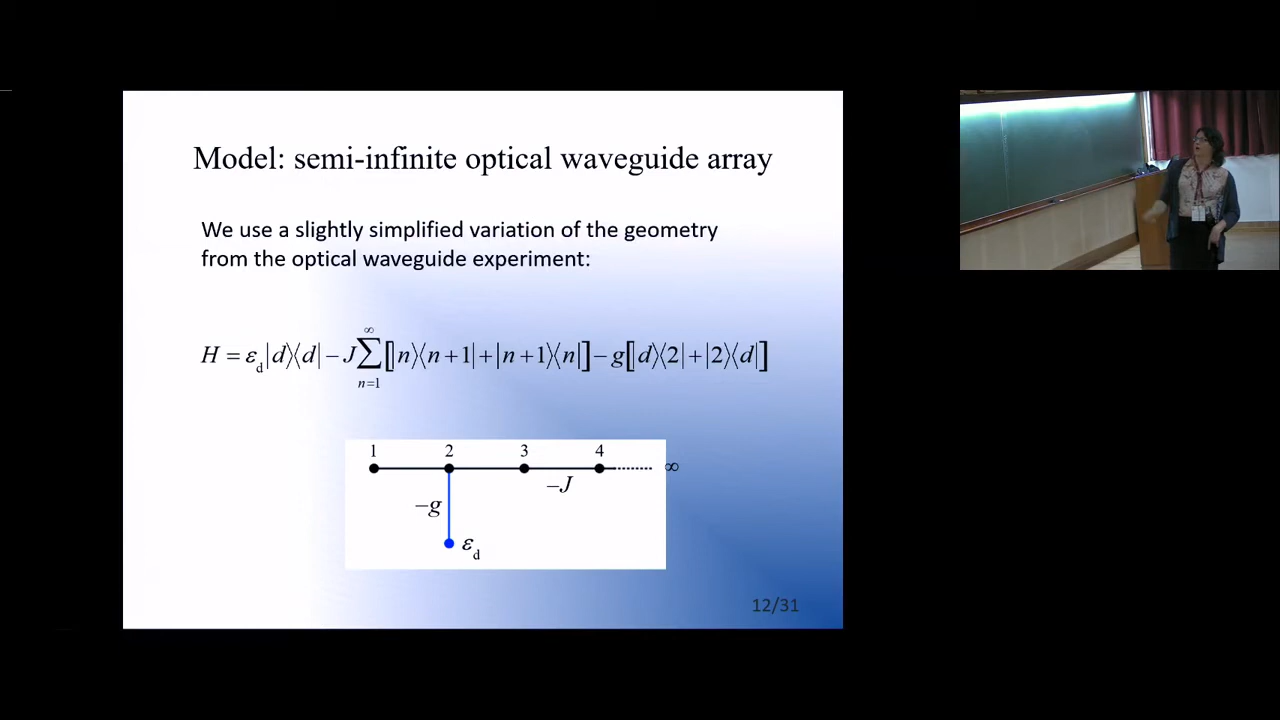 Model: semi-infinite optical waveguide array
We use a slightly simplified variation of the geometry
from the optical waveguide experiment:
H = ε_d|d⟩⟨d| − J∑_{n=1}^{∞}[|n⟩⟨n+1| + |n+1⟩⟨n|] − g[|d⟩⟨2| + |2⟩⟨d|]
1 2 3 4 ∞
−J
−g
ε_d
12/31